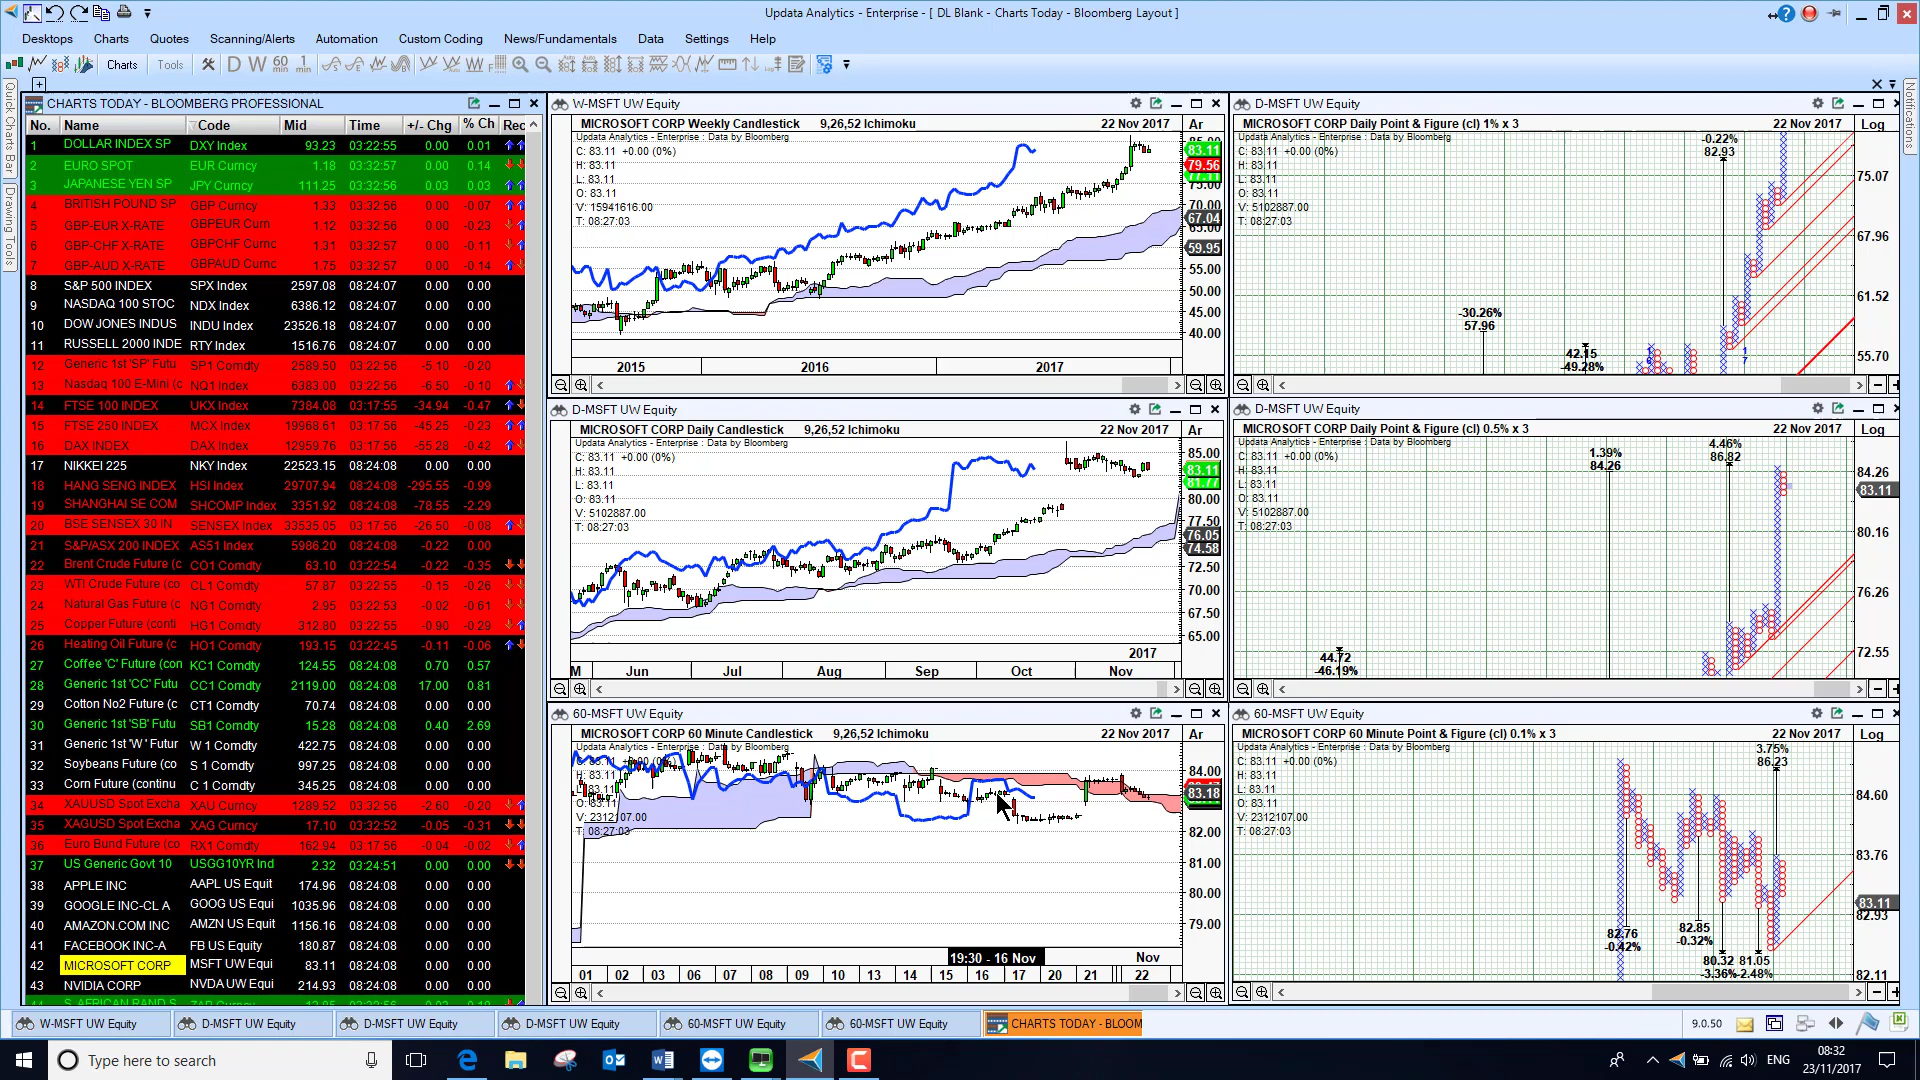 Updata Analytics - Enterprise - [ DL Blank - Charts Today - Bloomberg Layout ]
Desktops Charts Quotes Scanning/Alerts Automation Custom Coding News/Fundamentals Data Settings Help
Charts Tools D W 60 1
Quick Charts Bar
Drawing Tools
Notifications
CHARTS TODAY - BLOOMBERG PROFESSIONAL
No. Name Code Mid Time +/- Chg % Ch Rec
1 DOLLAR INDEX SP DXY Index 93.23 03:22:55 0.00 0.01
2 EURO SPOT EUR Curncy 1.18 03:22:57 0.00 0.14
3 JAPANESE YEN SP JPY Curncy 111.25 03:32:56 0.03 0.03
4 BRITISH POUND SP GBP Curncy 1.33 03:32:56 0.00 -0.07
5 GBP-EUR X-RATE GBPEUR Curn 1.12 03:32:56 0.00 -0.23
6 GBP-CHF X-RATE GBPCHF Curnc 1.31 03:32:57 0.00 -0.11
7 GBP-AUD X-RATE GBPAUD Curnc 1.75 03:32:57 0.00 -0.14
8 S&P 500 INDEX SPX Index 2597.08 08:24:07 0.00 0.00
9 NASDAQ 100 STOC NDX Index 6386.12 08:24:07 0.00 0.00
10 DOW JONES INDUS INDU Index 23526.18 08:24:07 0.00 0.00
11 RUSSELL 2000 INDE RTY Index 1516.76 08:24:07 0.00 0.00
12 Generic 1st 'SP' Futu SP1 Comdty 2589.50 03:22:56 -5.10 -0.20
13 Nasdaq 100 E-Mini (c NQ1 Index 6383.00 03:22:56 -6.50 -0.10
14 FTSE 100 INDEX UKX Index 7384.08 03:17:55 -34.94 -0.47
15 FTSE 250 INDEX MCX Index 19968.61 03:17:56 -45.25 -0.23
16 DAX INDEX DAX Index 12959.76 03:17:56 -55.28 -0.42
17 NIKKEI 225 NKY Index 22523.15 08:24:08 0.00 0.00
18 HANG SENG INDEX HSI Index 29707.94 08:24:08 -295.55 -0.99
19 SHANGHAI SE COM SHCOMP Index 3351.92 08:24:08 -78.55 -2.29
20 BSE SENSEX 30 IN SENSEX Index 33535.05 03:17:56 -26.50 -0.08
21 S&P/ASX 200 INDEX AS51 Index 5986.20 08:24:08 -0.22 0.00
22 Brent Crude Future (c CO1 Comdty 63.10 03:22:54 -0.22 -0.35
23 WTI Crude Future (co CL1 Comdty 57.87 03:22:55 -0.15 -0.26
24 Natural Gas Future (c NG1 Comdty 2.95 03:22:53 -0.02 -0.61
25 Copper Future (conti HG1 Comdty 312.80 03:22:55 -0.90 -0.29
26 Heating Oil Future (c HO1 Comdty 193.15 03:22:45 -0.11 -0.06
27 Coffee 'C' Future (con KC1 Comdty 124.55 08:24:08 0.70 0.57
28 Generic 1st 'CC' Futu CC1 Comdty 2119.00 08:24:08 17.00 0.81
29 Cotton No2 Future (c CT1 Comdty 70.74 08:24:08 0.00 0.00
30 Generic 1st 'SB' Futu SB1 Comdty 15.28 08:24:08 0.40 2.69
31 Generic 1st 'W ' Futur W 1 Comdty 422.75 08:24:08 0.00 0.00
32 Soybeans Future (co S 1 Comdty 997.25 08:24:08 0.00 0.00
33 Corn Future (continu C 1 Comdty 345.25 08:24:08 0.00 0.00
34 XAUUSD Spot Excha XAU Curncy 1289.52 03:32:56 -2.60 -0.20
35 XAGUSD Spot Excha XAG Curncy 17.10 03:32:52 -0.05 -0.31
36 Euro Bund Future (co RX1 Comdty 162.94 03:17:56 -0.04 -0.02
37 US Generic Govt 10 USGG10YR Ind 2.32 03:24:51 0.00 0.00
38 APPLE INC AAPL US Equit 174.96 08:24:08 0.00 0.00
39 GOOGLE INC-CL A GOOG US Equi 1035.96 08:24:08 0.00 0.00
40 AMAZON.COM INC AMZN US Equi 1156.16 08:24:08 0.00 0.00
41 FACEBOOK INC-A FB US Equity 180.87 08:24:08 0.00 0.00
42 MICROSOFT CORP MSFT UW Equi 83.11 08:24:08 0.00 0.00
43 NVIDIA CORP NVDA UW Equi 214.93 08:24:08 0.00 0.00
W-MSFT UW Equity
MICROSOFT CORP Weekly Candlestick 9,26,52 Ichimoku 22 Nov 2017 Ar
Updata Analytics - Enterprise : Data by Bloomberg
C: 83.11 +0.00 (0%)
H: 83.11
L: 83.11
O: 83.11
V: 15941616.00
T: 08:27:03
83.11
79.56
75.00
70.00
67.04
65.00
59.95
55.00
50.00
45.00
40.00
2015 2016 2017
D-MSFT UW Equity
MICROSOFT CORP Daily Candlestick 9,26,52 Ichimoku 22 Nov 2017 Ar
Updata Analytics - Enterprise : Data by Bloomberg
C: 83.11 +0.00 (0%)
H: 83.11
L: 83.11
O: 83.11
V: 5102887.00
T: 08:27:03
85.00
83.11
81.77
80.00
77.50
76.05
74.58
72.50
70.00
67.50
65.00
2017
M Jun Jul Aug Sep Oct Nov
60-MSFT UW Equity
MICROSOFT CORP 60 Minute Candlestick 9,26,52 Ichimoku 22 Nov 2017 Ar
Updata Analytics - Enterprise : Data by Bloomberg
C: 83.11 +0.00 (0%)
H: 83.11
L: 83.11
O: 83.11
V: 2312107.00
T: 08:27:03
84.00
83.18
82.00
81.00
80.00
79.00
19:30 - 16 Nov Nov
01 02 03 06 07 08 09 10 13 14 15 16 17 20 21 22
D-MSFT UW Equity
MICROSOFT CORP Daily Point & Figure (cl) 1% x 3 22 Nov 2017 Log
Updata Analytics - Enterprise : Data by Bloomberg
C: 83.11 +0.00 (0%)
H: 83.11
L: 83.11
O: 83.11
V: 5102887.00
T: 08:27:03
-0.22%
82.93
-30.26%
57.96
42.15
-49.28%
75.07
67.96
61.52
55.70
D-MSFT UW Equity
MICROSOFT CORP Daily Point & Figure (cl) 0.5% x 3 22 Nov 2017 Log
Updata Analytics - Enterprise : Data by Bloomberg
C: 83.11 +0.00 (0%)
H: 83.11
L: 83.11
O: 83.11
V: 5102887.00
T: 08:27:03
1.39%
84.26
4.46%
86.82
44.72
-46.19%
84.26
83.11
80.16
76.26
72.55
60-MSFT UW Equity
MICROSOFT CORP 60 Minute Point & Figure (cl) 0.1% x 3 22 Nov 2017 Log
Updata Analytics - Enterprise : Data by Bloomberg
C: 83.11 +0.00 (0%)
H: 83.11
L: 83.11
O: 83.11
V: 2312107.00
T: 08:27:03
3.75%
86.23
82.76
-0.42%
82.85
-0.32%
80.32 81.05
-3.36% -2.48%
84.60
83.76
83.11
82.93
82.11
W-MSFT UW Equity D-MSFT UW Equity D-MSFT UW Equity D-MSFT UW Equity 60-MSFT UW Equity 60-MSFT UW Equity CHARTS TODAY - BLOOM 9.0.50
Type here to search ENG 08:32
23/11/2017